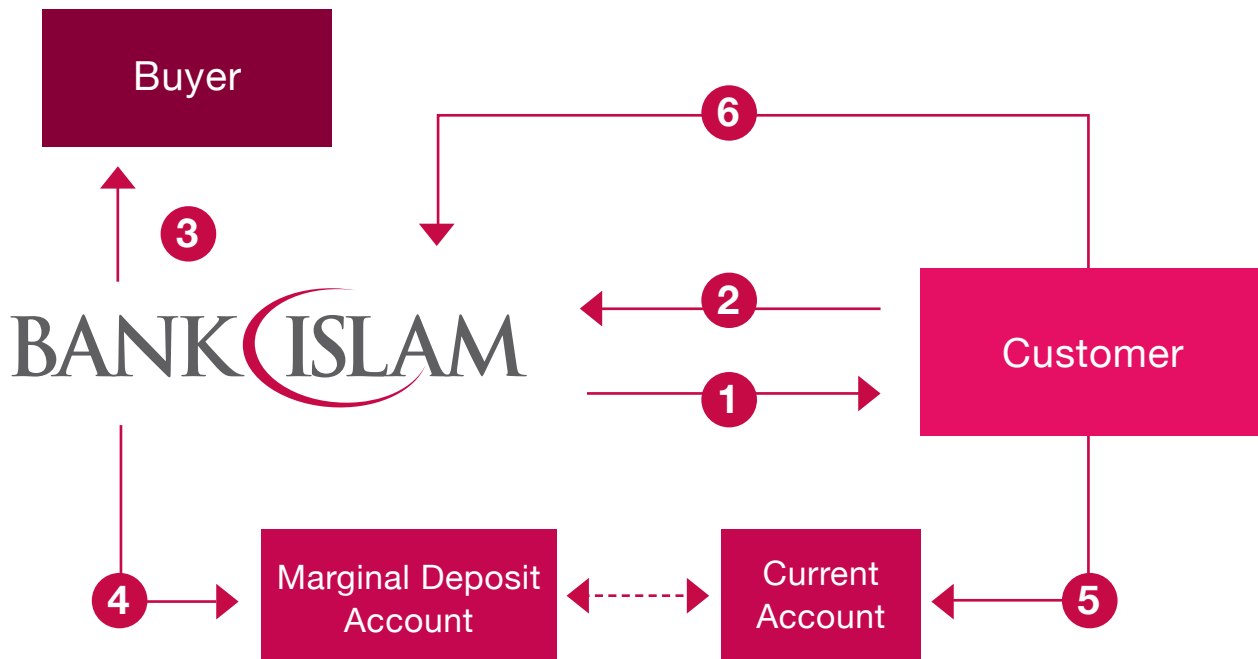 Buyer
6
3
2
BANK ISLAM
Customer
1
Marginal Deposit
Account
Current
Account
4
5